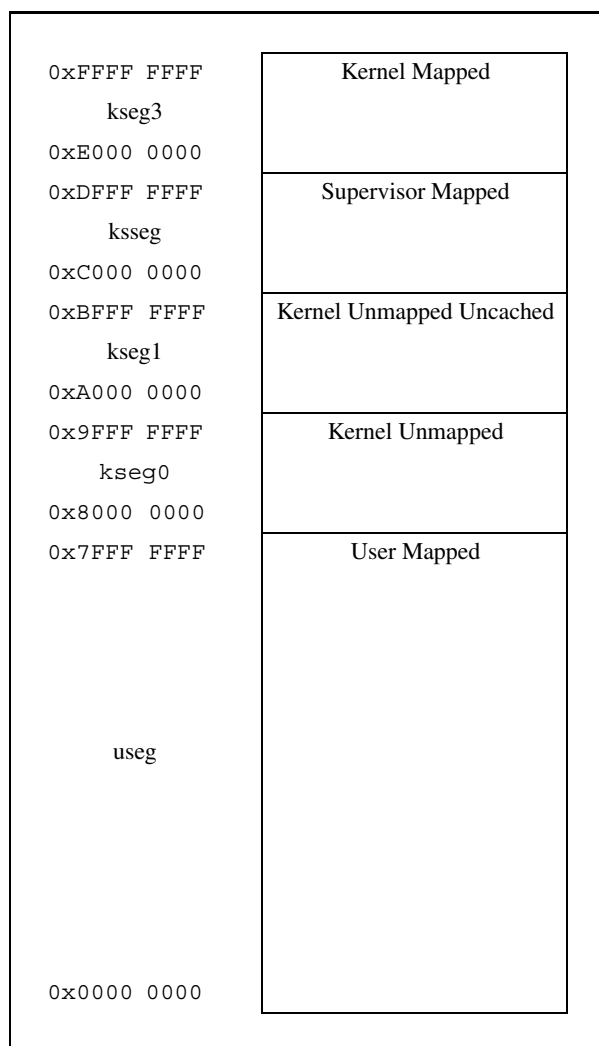 0xFFFF FFFF Kernel Mapped
kseg3
0xE000 0000
0xDFFF FFFF Supervisor Mapped
ksseg
0xC000 0000
0xBFFF FFFF Kernel Unmapped Uncached
kseg1
0xA000 0000
0x9FFF FFFF Kernel Unmapped
kseg0
0x8000 0000
0x7FFF FFFF User Mapped
useg
0x0000 0000